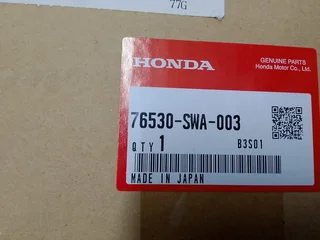 77G
HONDA
GENUINE PARTS
Honda Motor Co., Ltd.
76530-SWA-003
QTY 1
B3S01
MADE IN JAPAN